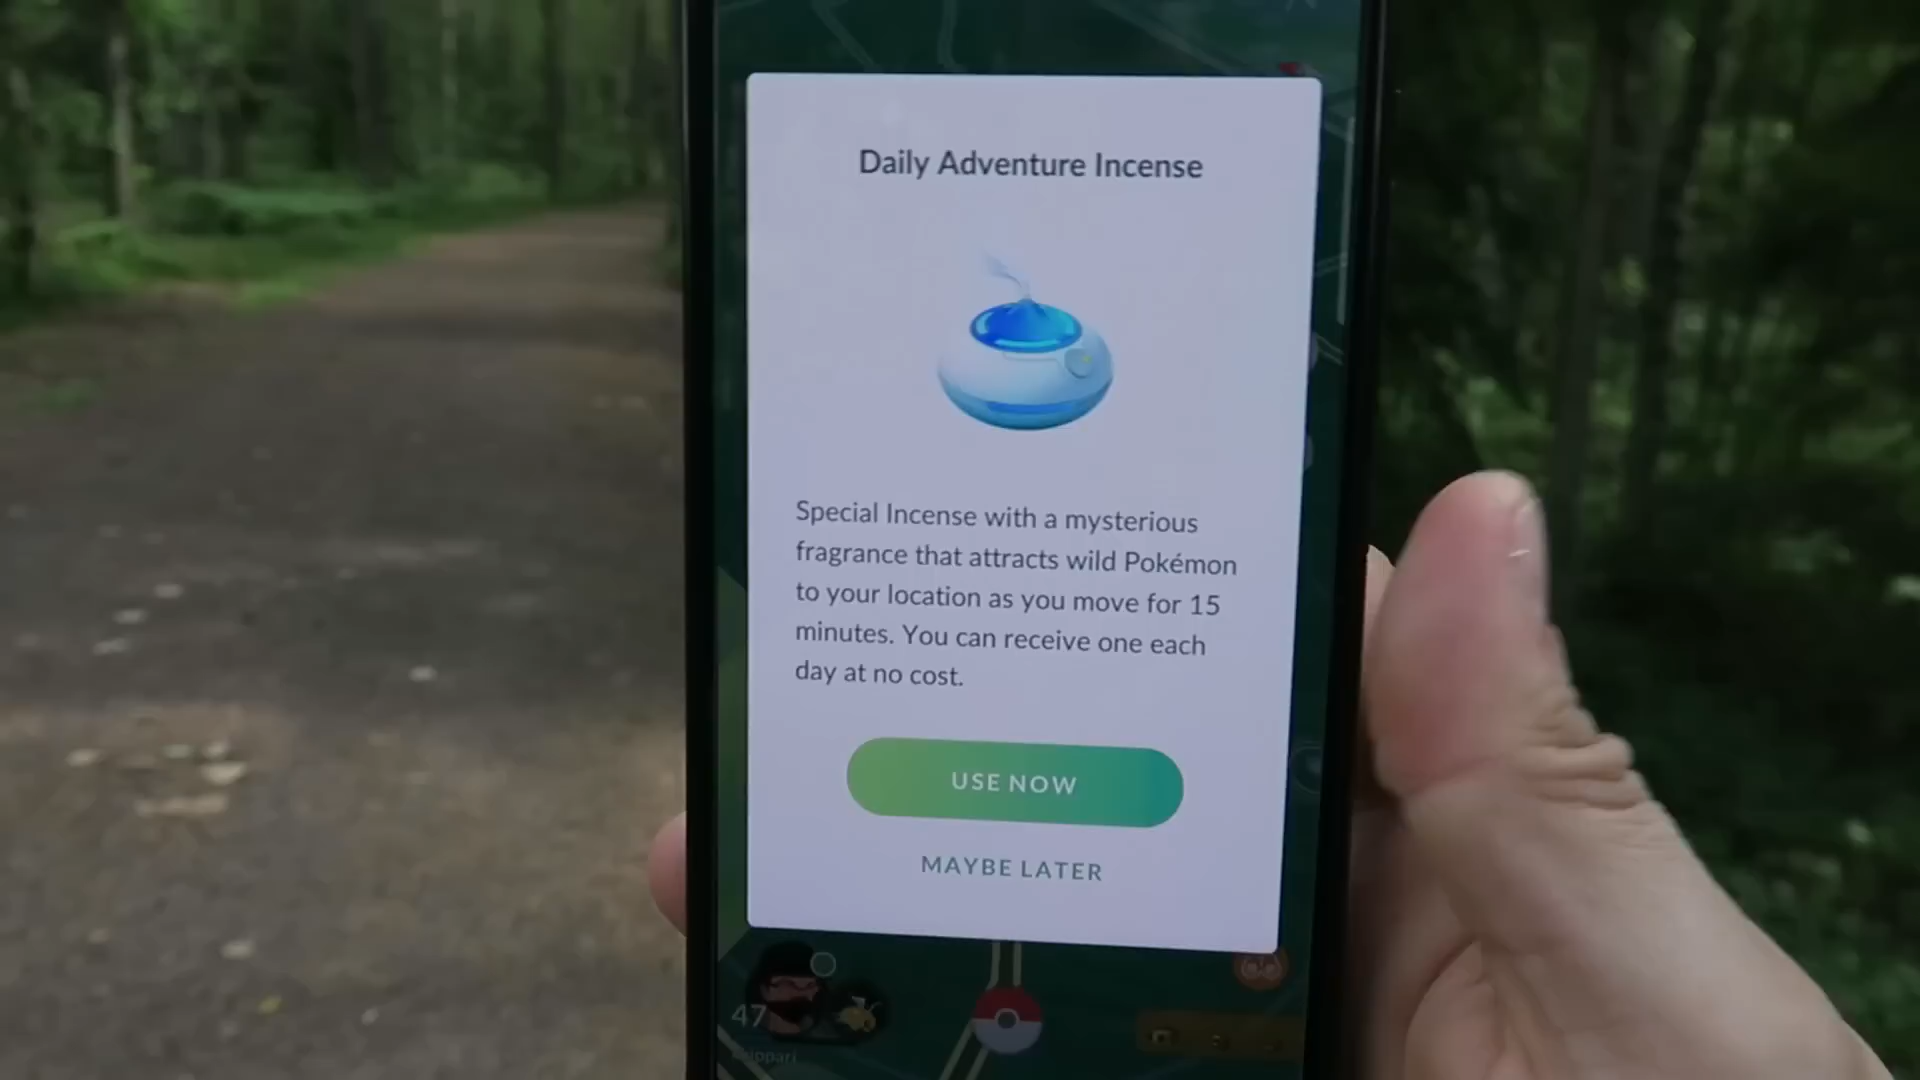 Daily Adventure Incense
Special Incense with a mysterious
fragrance that attracts wild Pokémon
to your location as you move for 15
minutes. You can receive one each
day at no cost.
USE NOW
MAYBE LATER
47